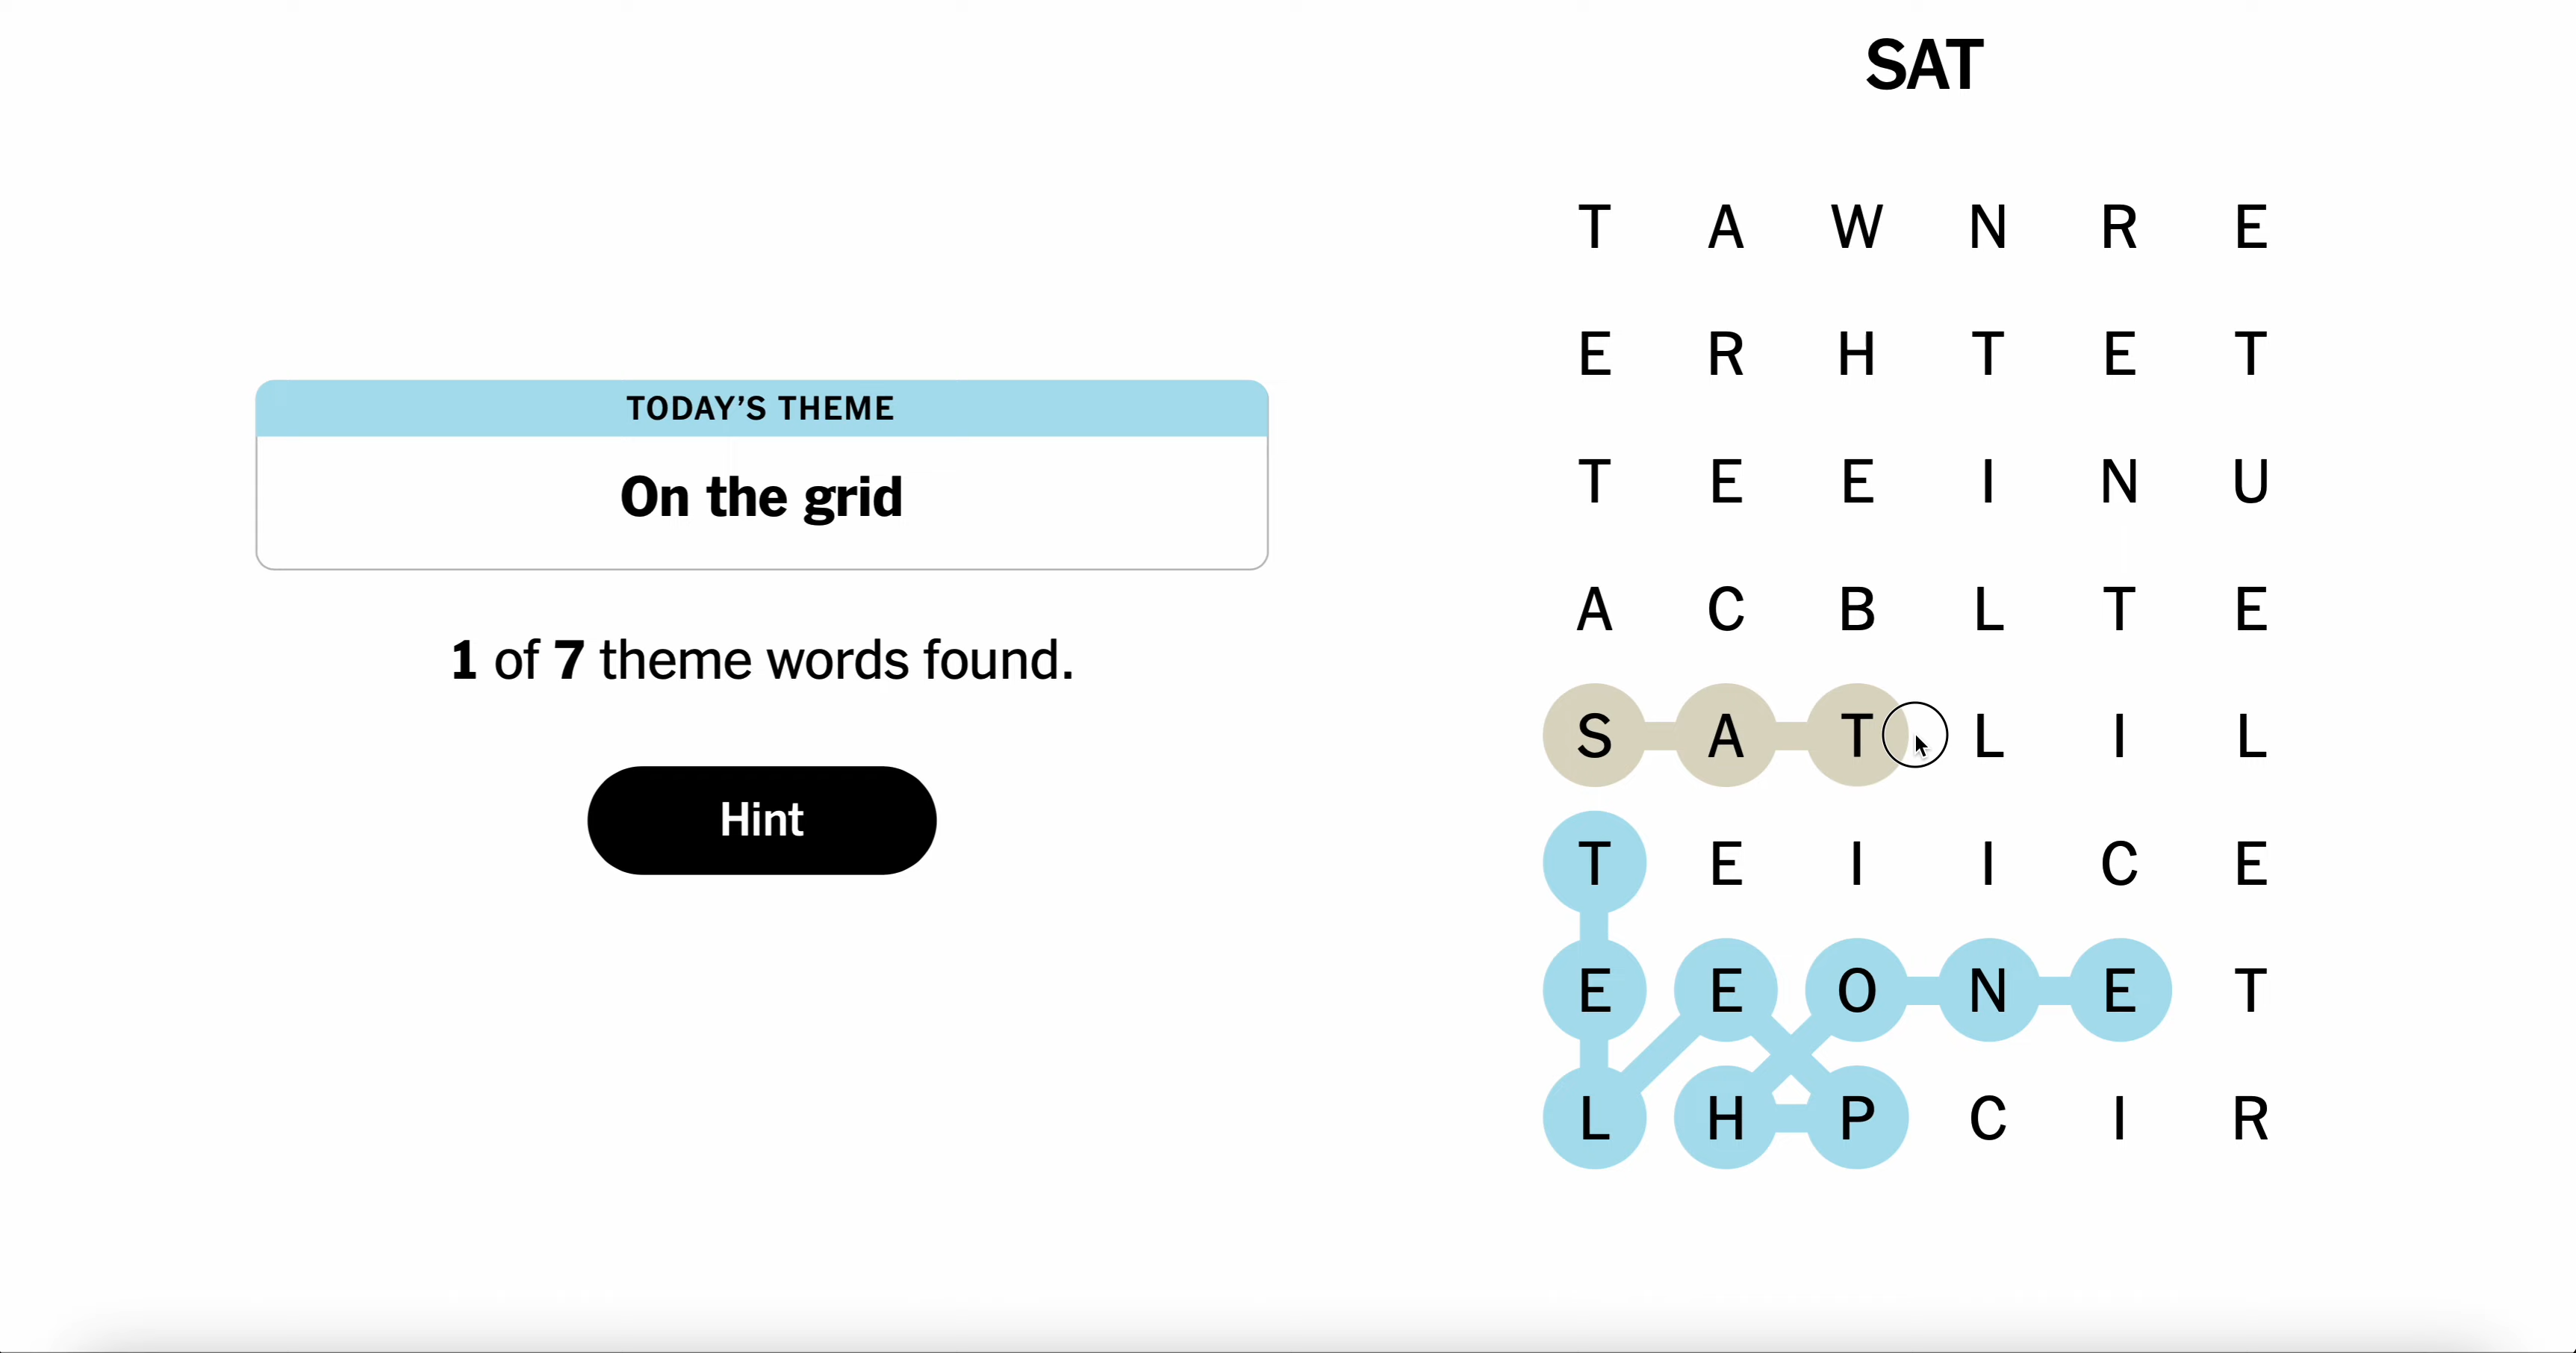 SAT
TODAY’S THEME
On the grid
1 of 7 theme words found.
Hint
T A W N R E
E R H T E T
T E E I N U
A C B L T E
S A T L I L
T E I I C E
E E O N E T
L H P C I R